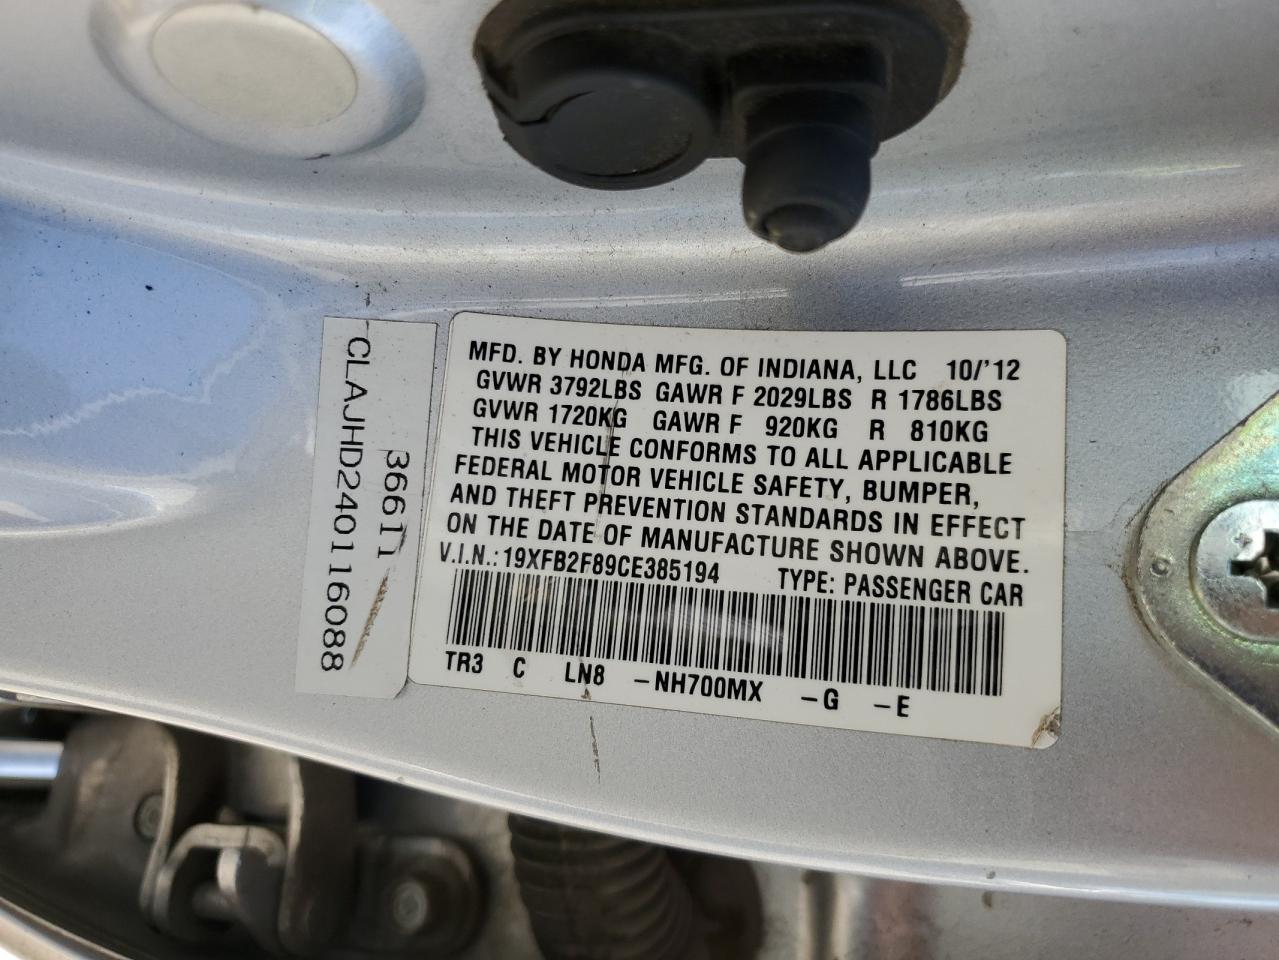 MFD. BY HONDA MFG. OF INDIANA, LLC 10/'12
GVWR 3792LBS GAWR F 2029LBS R 1786LBS
GVWR 1720KG GAWR F 920KG R 810KG
THIS VEHICLE CONFORMS TO ALL APPLICABLE
FEDERAL MOTOR VEHICLE SAFETY, BUMPER,
AND THEFT PREVENTION STANDARDS IN EFFECT
ON THE DATE OF MANUFACTURE SHOWN ABOVE.
V.I.N.: 19XFB2F89CE385194 TYPE: PASSENGER CAR
TR3 C LN8 -NH700MX -G -E
36611
CLAJHD240116088